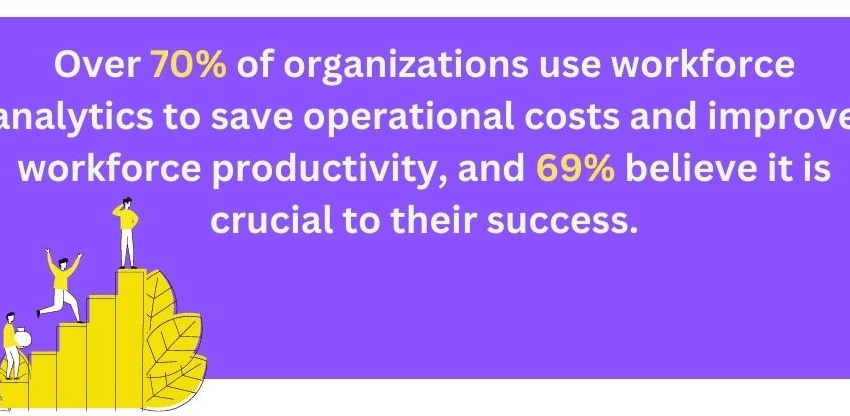 Over 70% of organizations use workforce
analytics to save operational costs and improve
workforce productivity, and 69% believe it is
crucial to their success.